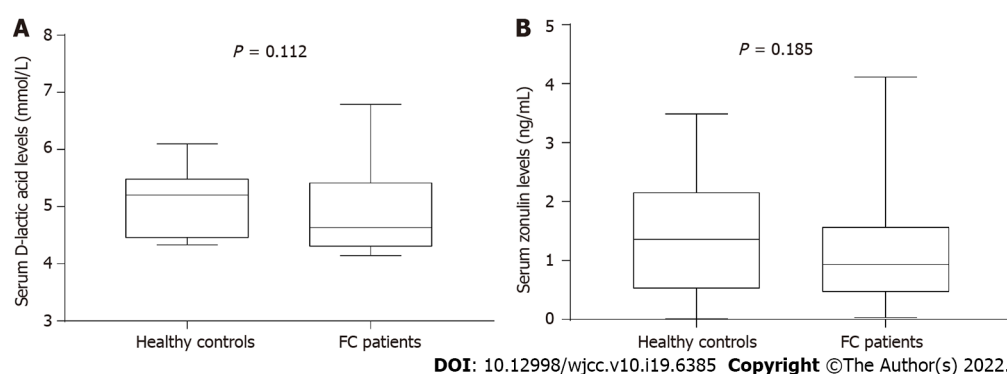 A
8
P = 0.112
7
6
5
4
3
Serum D-lactic acid levels (mmol/L)
Healthy controls
FC patients
B
5
P = 0.185
4
3
2
1
0
Serum zonulin levels (ng/mL)
Healthy controls
FC patients
DOI: 10.12998/wjcc.v10.i19.6385 Copyright ©The Author(s) 2022.